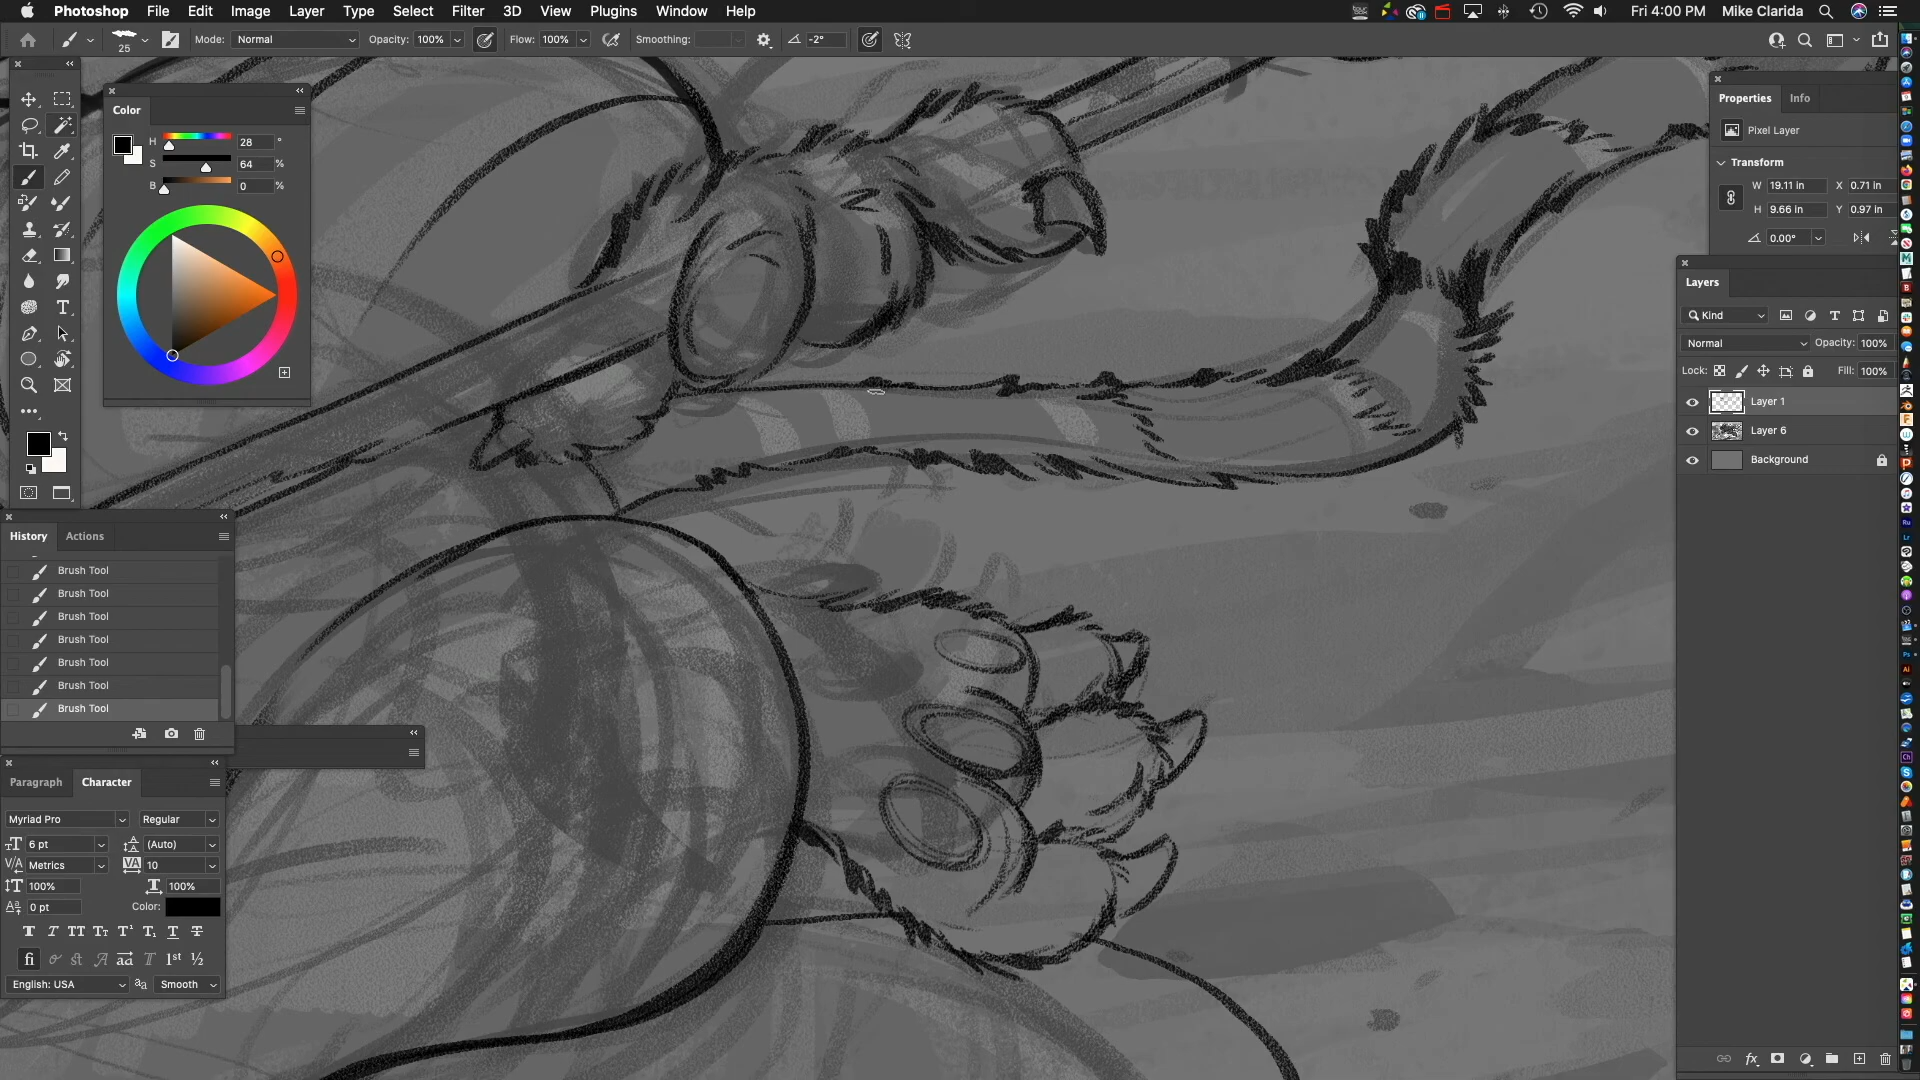 Photoshop File Edit Image Layer Type Select Filter 3D View Plugins Window Help Fri 4:00 PM Mike Clarida
25 Mode: Normal Opacity: 100% Flow: 100% Smoothing: -2°
Color
H 28 °
S 64 %
B 0 %
Properties Info
Pixel Layer
Transform
W 19.11 in X 0.71 in
H 9.66 in Y 0.97 in
0.00°
Layers
Kind
Normal Opacity: 100%
Lock: Fill: 100%
Layer 1
Layer 6
Background
History Actions
Brush Tool
Brush Tool
Brush Tool
Brush Tool
Brush Tool
Brush Tool
Brush Tool
Paragraph Character
Myriad Pro Regular
6 pt (Auto)
Metrics 10
100% 100%
0 pt Color:
English: USA Smooth